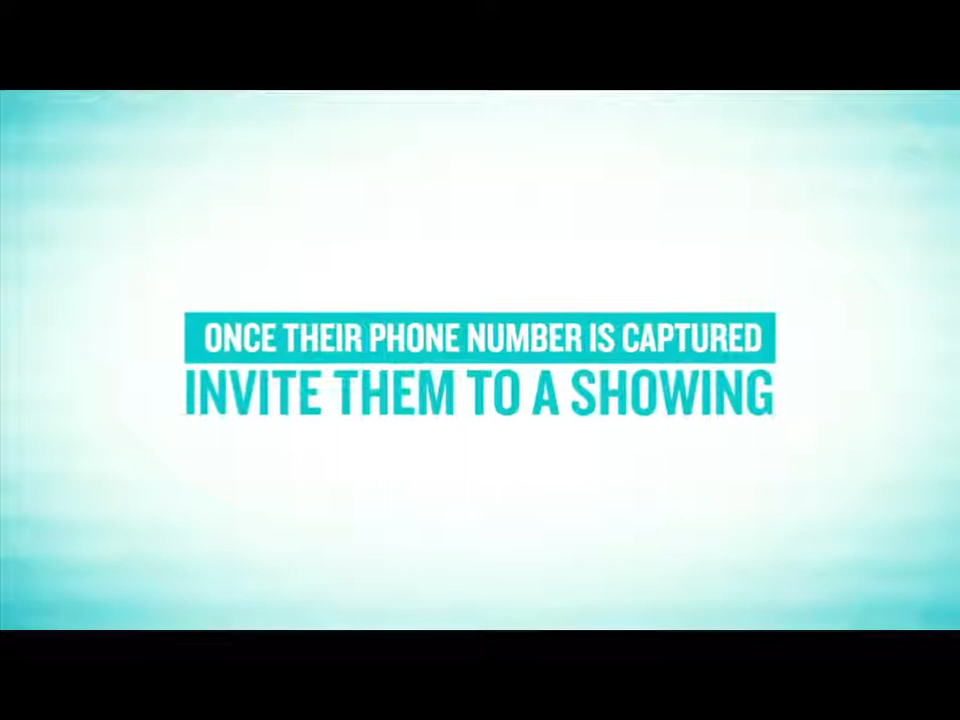 ONCE THEIR PHONE NUMBER IS CAPTURED
INVITE THEM TO A SHOWING